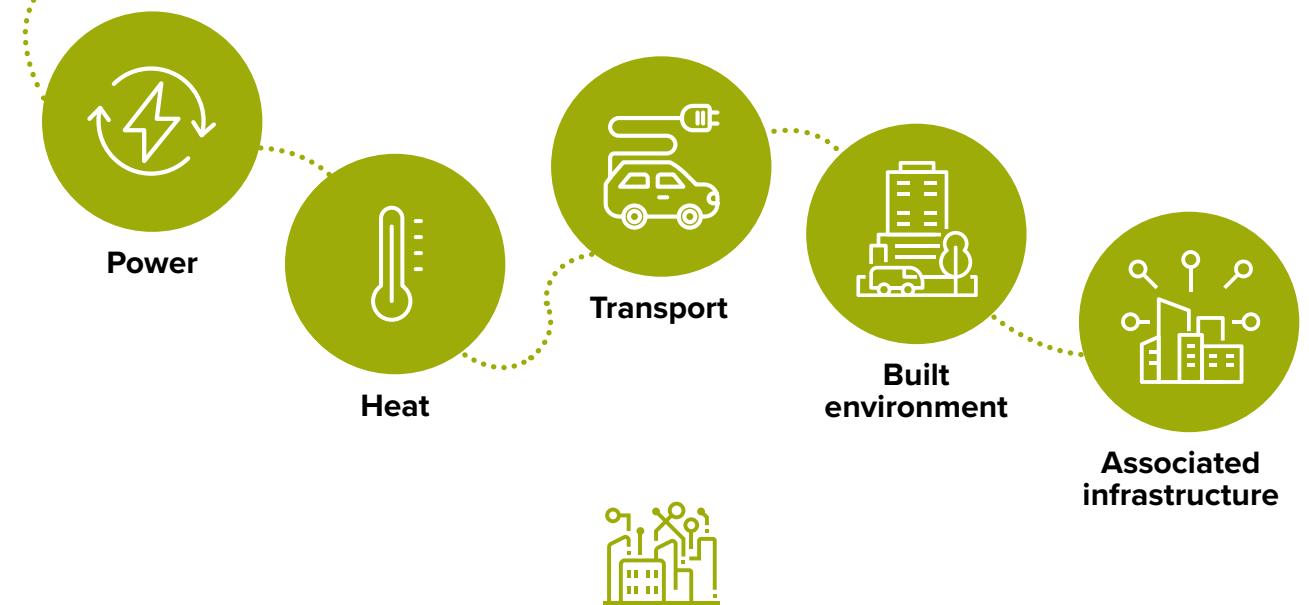 Power
Heat
Transport
Built
environment
Associated
infrastructure